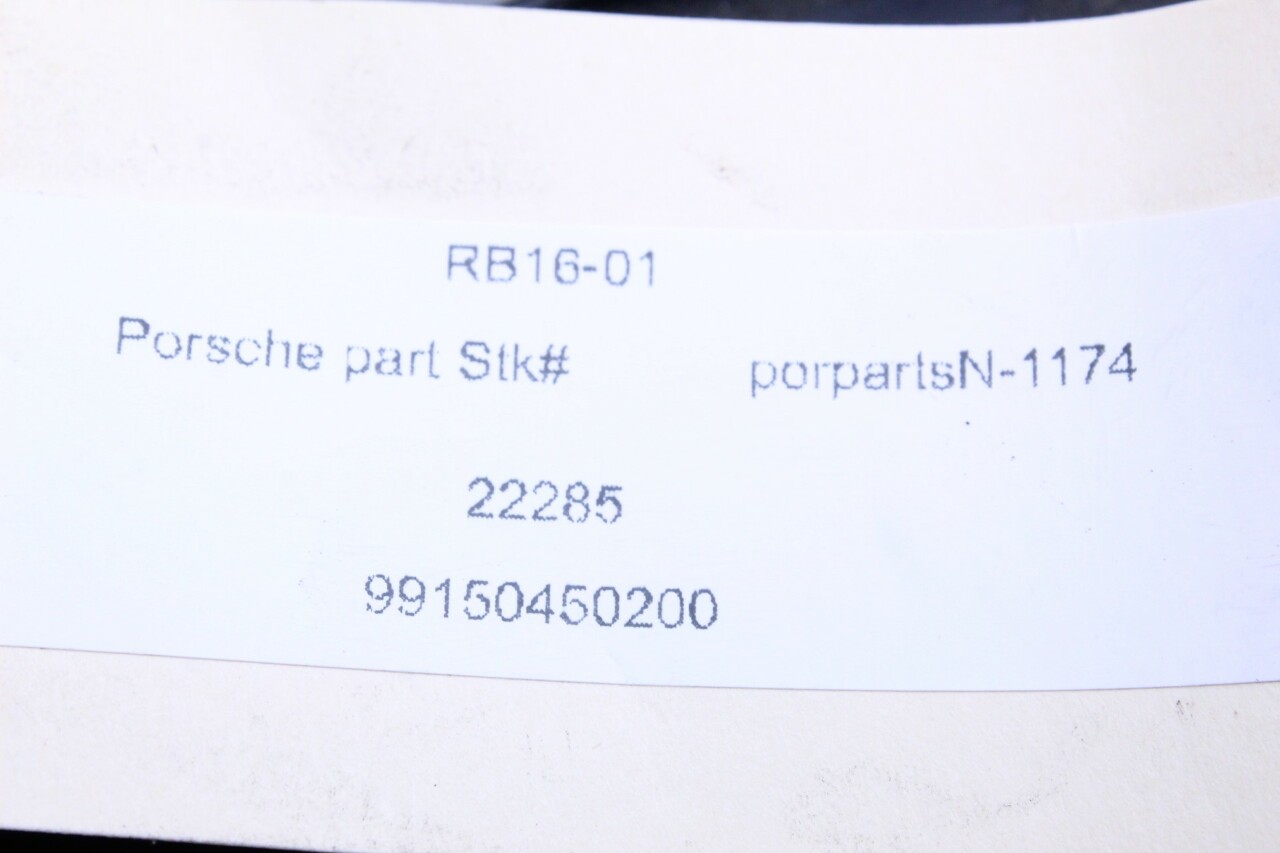 RB16-01
Porsche part Stk# porpartsN-1174
22285
99150450200